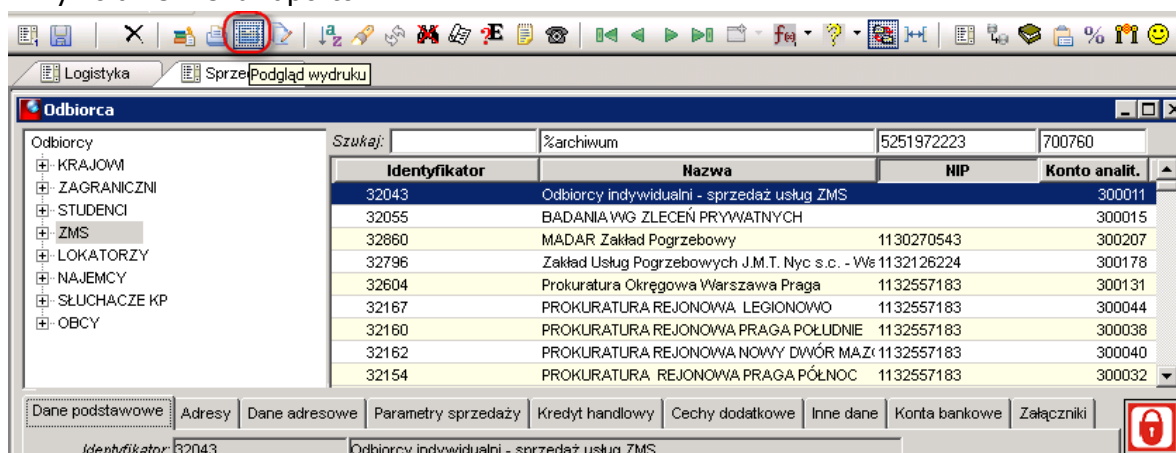 Logistyka Sprze
Podgląd wydruku
Odbiorca
Odbiorcy
KRAJOWI
ZAGRANICZNI
STUDENCI
ZMS
LOKATORZY
NAJEMCY
SŁUCHACZE KP
OBCY
Szukaj: %archiwum 5251972223 700760
Identyfikator Nazwa NIP Konto analit.
32043 Odbiorcy indywidualni - sprzedaż usług ZMS 300011
32055 BADANIA WG ZLECEŃ PRYWATNYCH 300015
32860 MADAR Zakład Pogrzebowy 1130270543 300207
32796 Zakład Usług Pogrzebowych J.M.T. Nyc s.c. - Wa 1132126224 300178
32604 Prokuratura Okręgowa Warszawa Praga 1132557183 300131
32167 PROKURATURA REJONOWA LEGIONOWO 1132557183 300044
32160 PROKURATURA REJONOWA PRAGA POŁUDNIE 1132557183 300038
32162 PROKURATURA REJONOWA NOWY DWÓR MAZ 1132557183 300040
32154 PROKURATURA REJONOWA PRAGA PÓŁNOC 1132557183 300032
Dane podstawowe Adresy Dane adresowe Parametry sprzedaży Kredyt handlowy Cechy dodatkowe Inne dane Konta bankowe Załączniki
Identyfikator: 32043 Odbiorcy indywidualni - sprzedaż usług ZMS